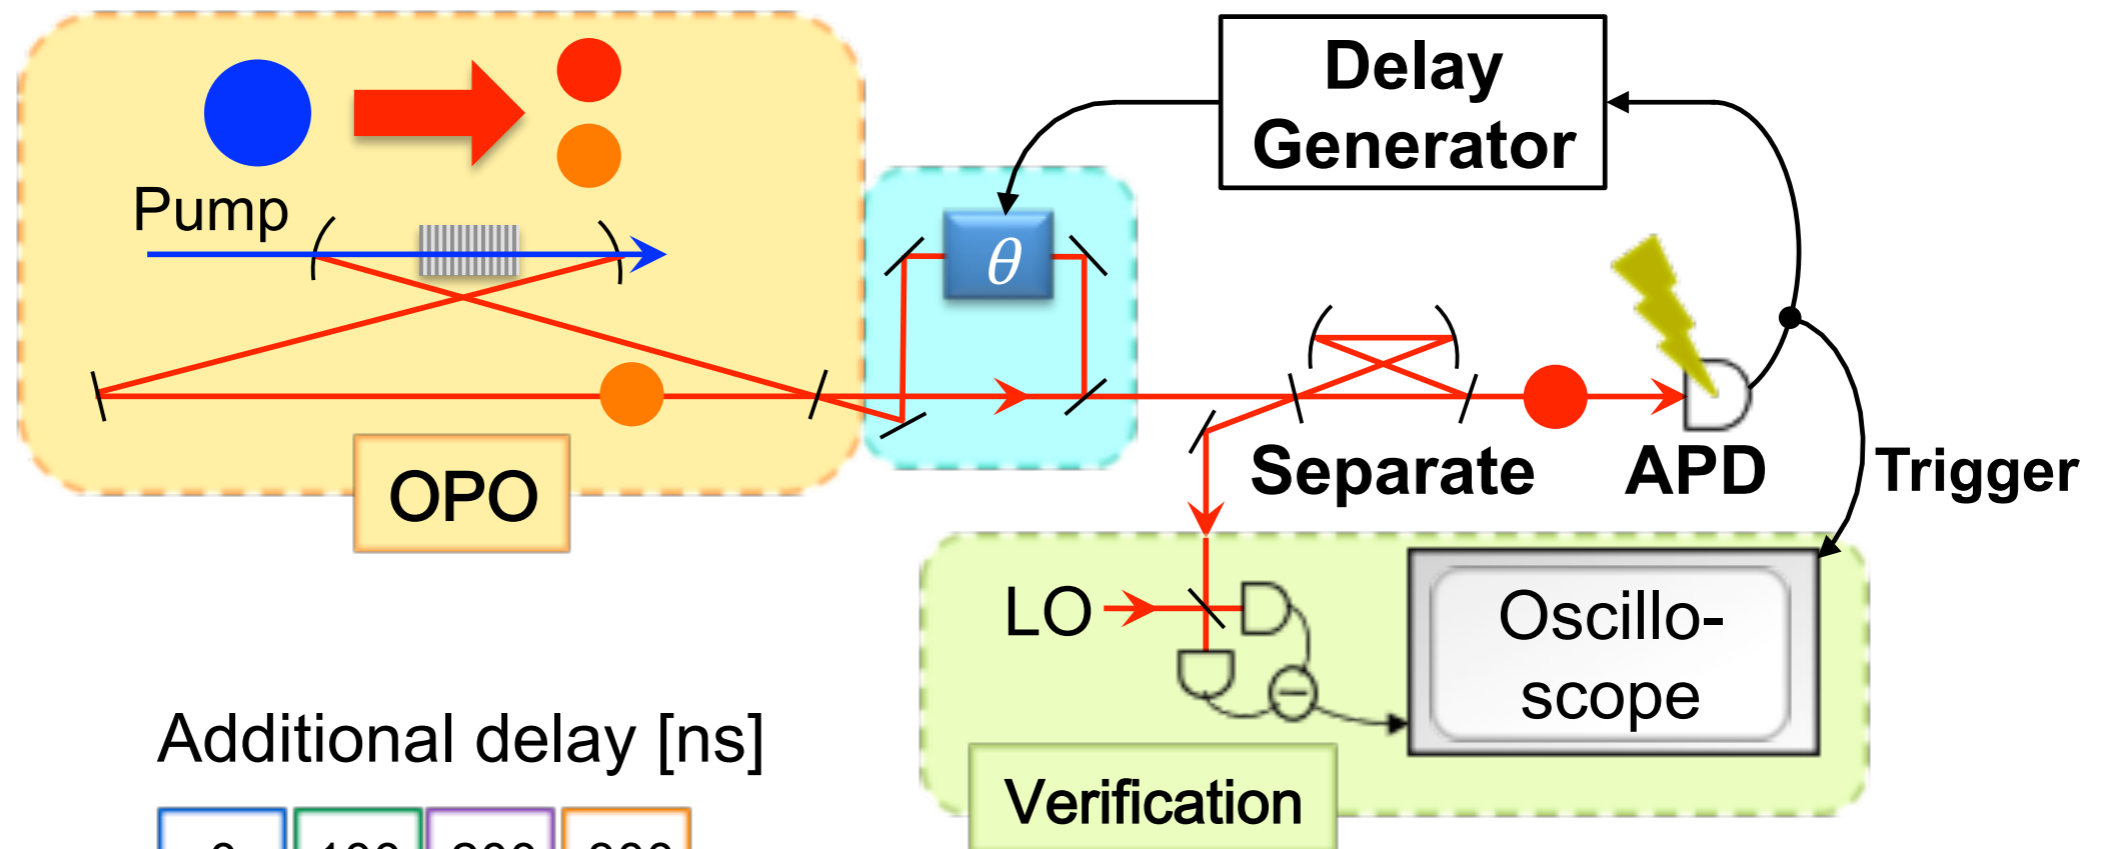 Delay
Generator
Pump
θ
OPO
Separate
APD
Trigger
LO
Oscillo-
scope
Verification
Additional delay [ns]